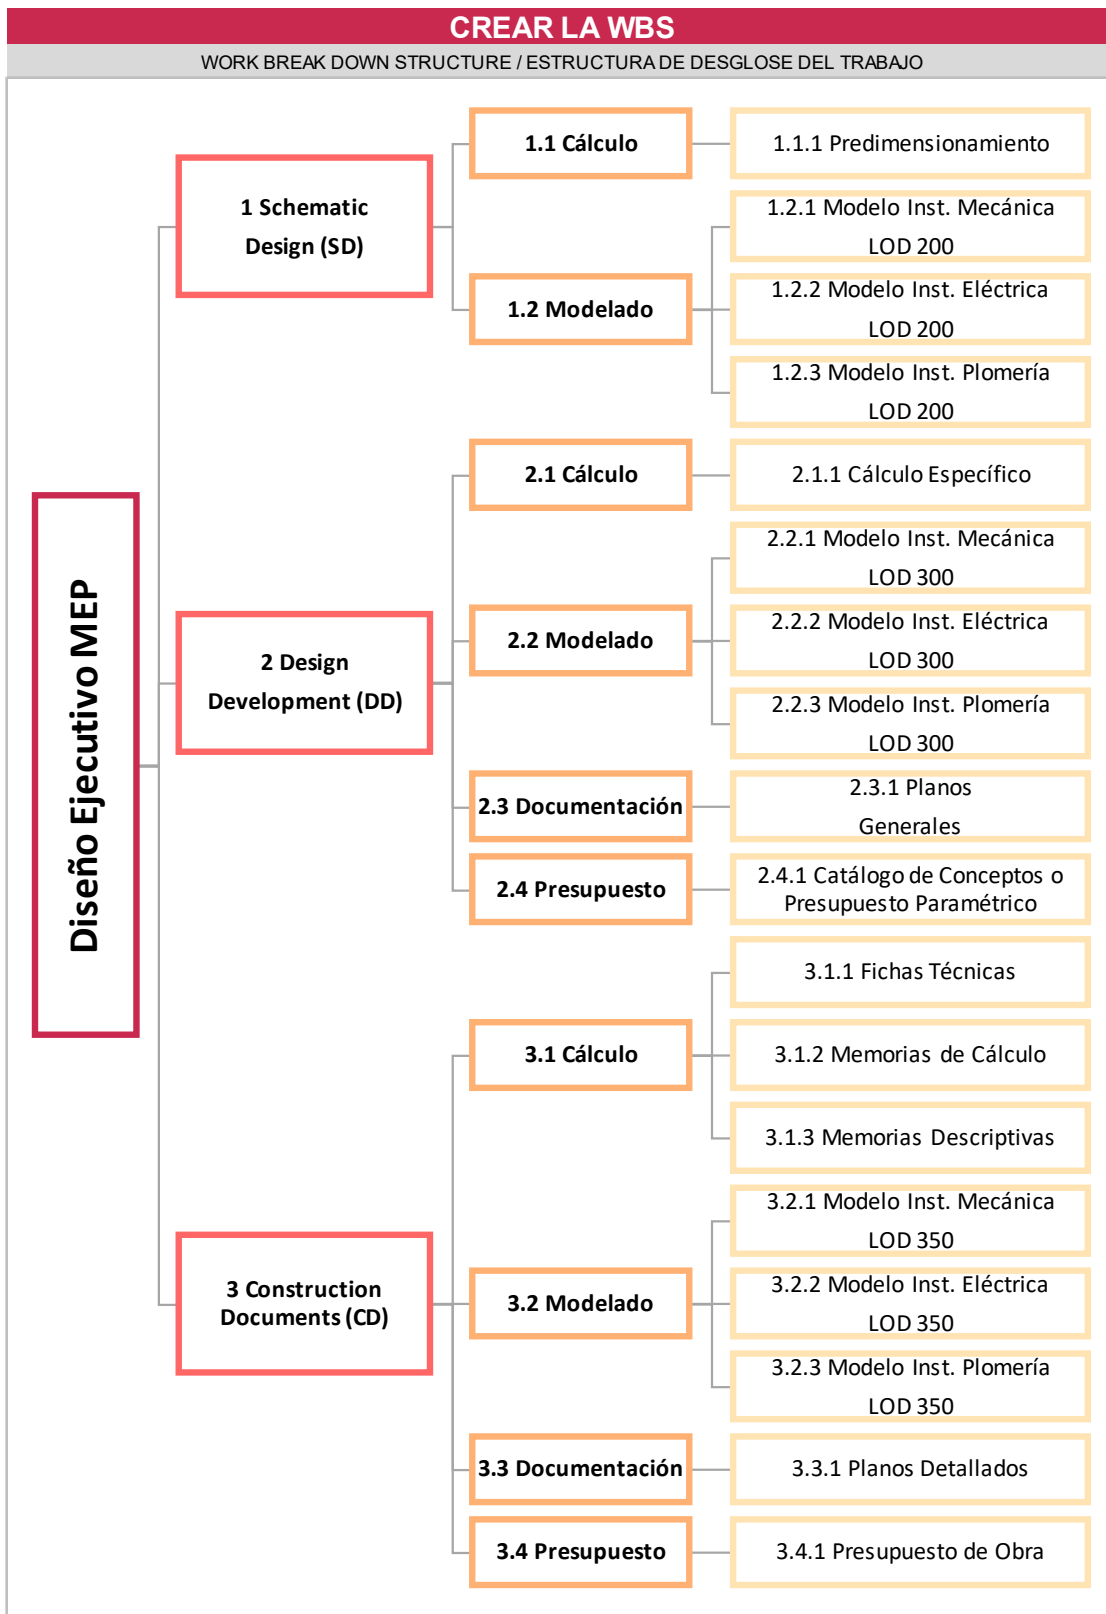 CREAR LA WBS
WORK BREAK DOWN STRUCTURE / ESTRUCTURA DE DESGLOSE DEL TRABAJO
Diseño Ejecutivo MEP
1 Schematic
Design (SD)
1.1 Cálculo
1.1.1 Predimensionamiento
1.2 Modelado
1.2.1 Modelo Inst. Mecánica
LOD 200
1.2.2 Modelo Inst. Eléctrica
LOD 200
1.2.3 Modelo Inst. Plomería
LOD 200
2 Design
Development (DD)
2.1 Cálculo
2.1.1 Cálculo Específico
2.2 Modelado
2.2.1 Modelo Inst. Mecánica
LOD 300
2.2.2 Modelo Inst. Eléctrica
LOD 300
2.2.3 Modelo Inst. Plomería
LOD 300
2.3 Documentación
2.3.1 Planos
Generales
2.4 Presupuesto
2.4.1 Catálogo de Conceptos o
Presupuesto Paramétrico
3 Construction
Documents (CD)
3.1 Cálculo
3.1.1 Fichas Técnicas
3.1.2 Memorias de Cálculo
3.1.3 Memorias Descriptivas
3.2 Modelado
3.2.1 Modelo Inst. Mecánica
LOD 350
3.2.2 Modelo Inst. Eléctrica
LOD 350
3.2.3 Modelo Inst. Plomería
LOD 350
3.3 Documentación
3.3.1 Planos Detallados
3.4 Presupuesto
3.4.1 Presupuesto de Obra